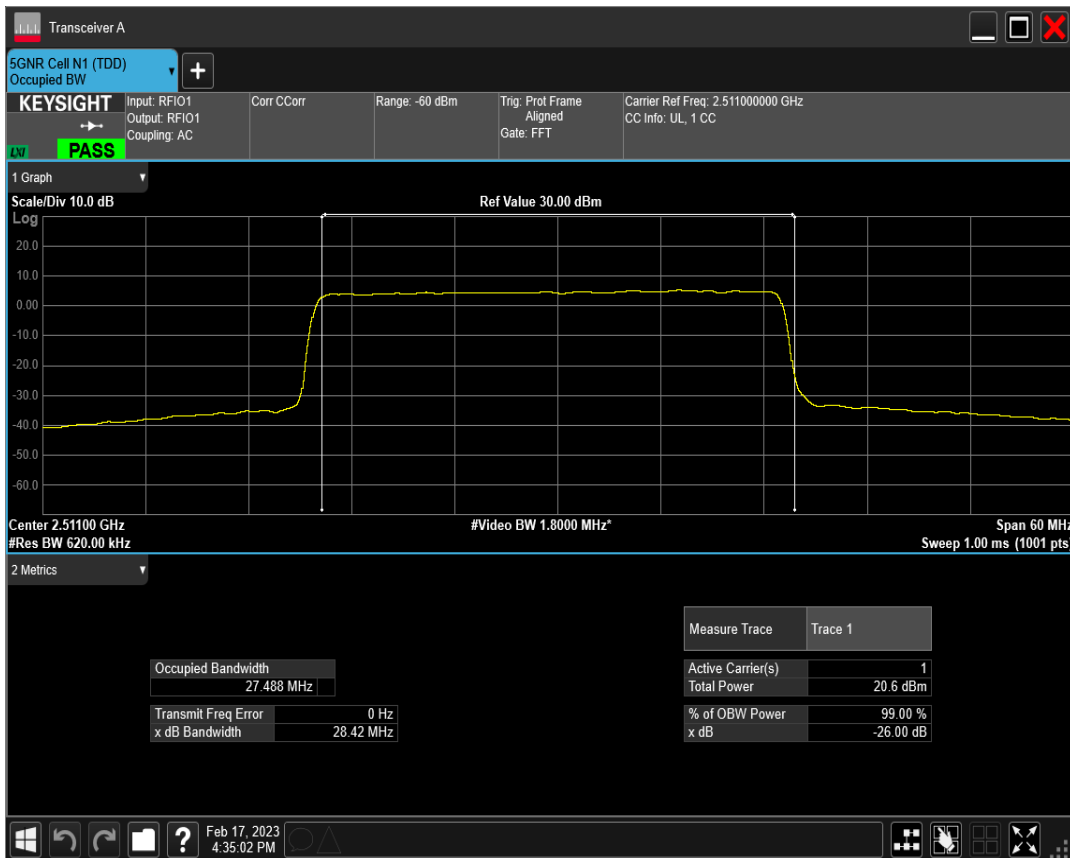 Transceiver A
5GNR Cell N1 (TDD)
Occupied BW
+
KEYSIGHT
LXI
PASS
Input: RFIO1
Output: RFIO1
Coupling: AC
Corr CCorr
Range: -60 dBm
Trig: Prot Frame
Aligned
Gate: FFT
Carrier Ref Freq: 2.511000000 GHz
CC Info: UL, 1 CC
1 Graph
Scale/Div 10.0 dB
Ref Value 30.00 dBm
Log
20.0
10.0
0.00
-10.0
-20.0
-30.0
-40.0
-50.0
-60.0
Center 2.51100 GHz
#Video BW 1.8000 MHz*
Span 60 MHz
#Res BW 620.00 kHz
Sweep 1.00 ms (1001 pts)
2 Metrics
Measure Trace Trace 1
Occupied Bandwidth
27.488 MHz
Active Carrier(s) 1
Total Power 20.6 dBm
Transmit Freq Error 0 Hz
x dB Bandwidth 28.42 MHz
% of OBW Power 99.00 %
x dB -26.00 dB
?
Feb 17, 2023
4:35:02 PM